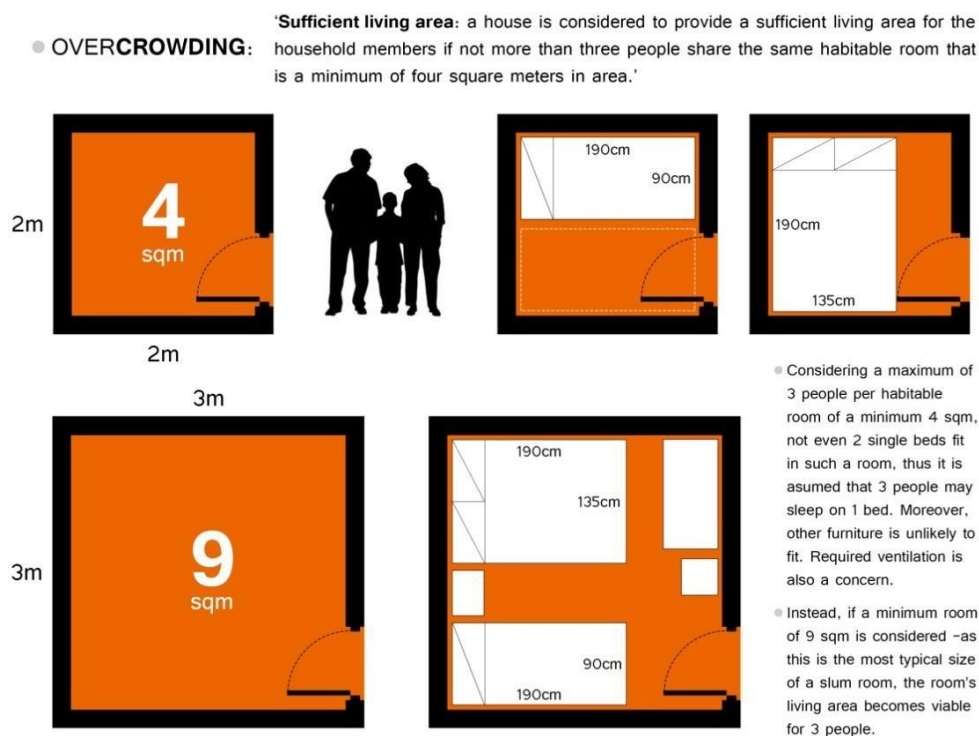 'Sufficient living area: a house is considered to provide a sufficient living area for the
OVERCROWDING: household members if not more than three people share the same habitable room that
is a minimum of four square meters in area.'
2m
4
sqm
2m
190cm
90cm
190cm
135cm
3m
3m
9
sqm
190cm
135cm
90cm
190cm
Considering a maximum of
3 people per habitable
room of a minimum 4 sqm,
not even 2 single beds fit
in such a room, thus it is
asumed that 3 people may
sleep on 1 bed. Moreover,
other furniture is unlikely to
fit. Required ventilation is
also a concern.
Instead, if a minimum room
of 9 sqm is considered -as
this is the most typical size
of a slum room, the room's
living area becomes viable
for 3 people.